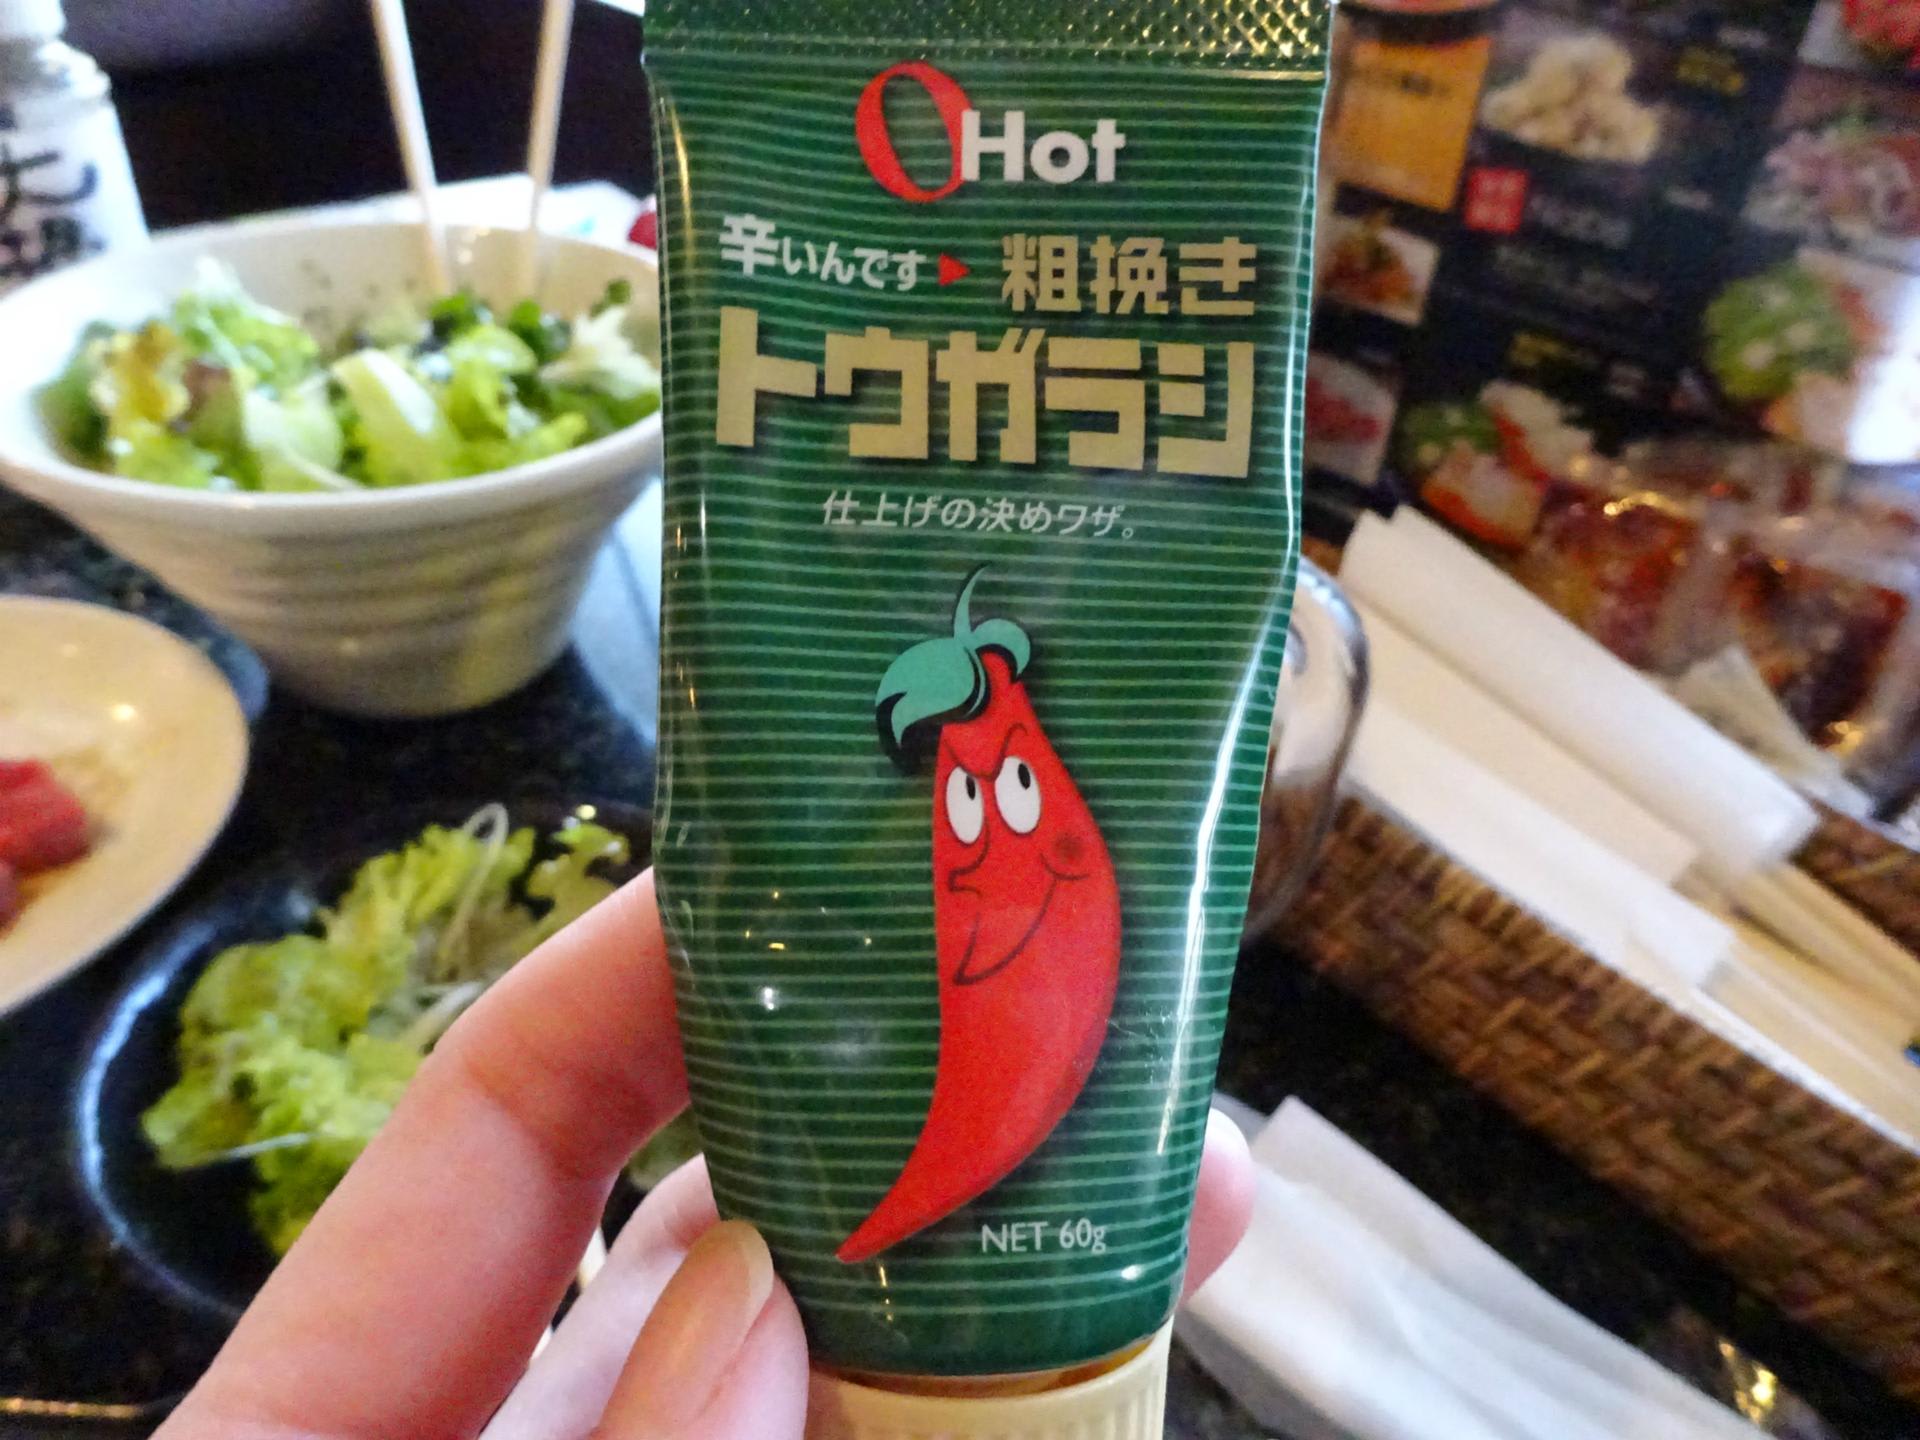 OHot
辛いんです▶粗挽き
トウガラシ
仕上げの決めワザ。
NET 60g